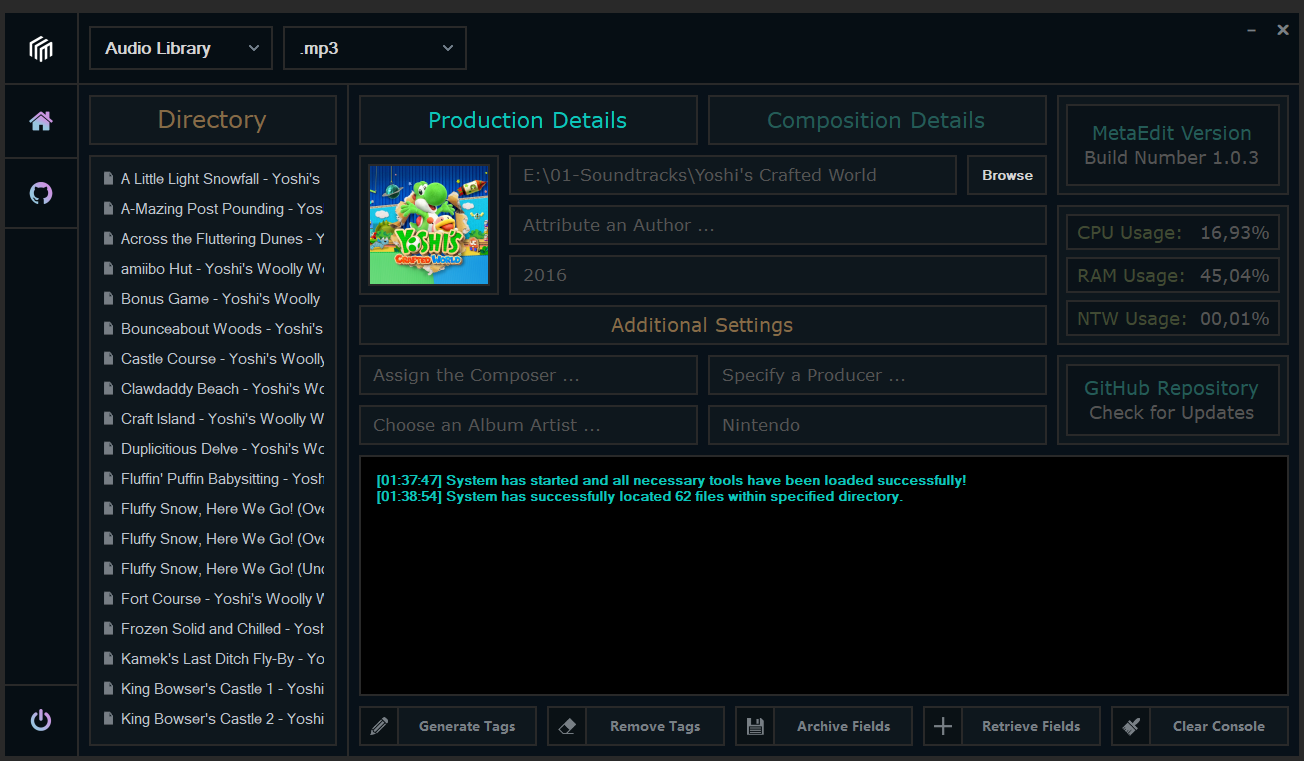 Audio Library
.mp3
Directory
A Little Light Snowfall - Yoshi's
A-Mazing Post Pounding - Yos
Across the Fluttering Dunes - Y
amiibo Hut - Yoshi's Woolly Wo
Bonus Game - Yoshi's Woolly
Bounceabout Woods - Yoshi's
Castle Course - Yoshi's Woolly
Clawdaddy Beach - Yoshi's Wo
Craft Island - Yoshi's Woolly W
Duplicitious Delve - Yoshi's Wo
Fluffin' Puffin Babysitting - Yosh
Fluffy Snow, Here We Go! (Ove
Fluffy Snow, Here We Go! (Ove
Fluffy Snow, Here We Go! (Und
Fort Course - Yoshi's Woolly W
Frozen Solid and Chilled - Yosh
Kamek's Last Ditch Fly-By - Yo
King Bowser's Castle 1 - Yoshi
King Bowser's Castle 2 - Yoshi
Production Details
Composition Details
YOSHI'S
CRAFTED WORLD
E:\01-Soundtracks\Yoshi's Crafted World
Browse
Attribute an Author ...
2016
Additional Settings
Assign the Composer ...
Specify a Producer ...
Choose an Album Artist ...
Nintendo
MetaEdit Version
Build Number 1.0.3
CPU Usage: 16,93%
RAM Usage: 45,04%
NTW Usage: 00,01%
GitHub Repository
Check for Updates
[01:37:47] System has started and all necessary tools have been loaded successfully!
[01:38:54] System has successfully located 62 files within specified directory.
Generate Tags
Remove Tags
Archive Fields
Retrieve Fields
Clear Console